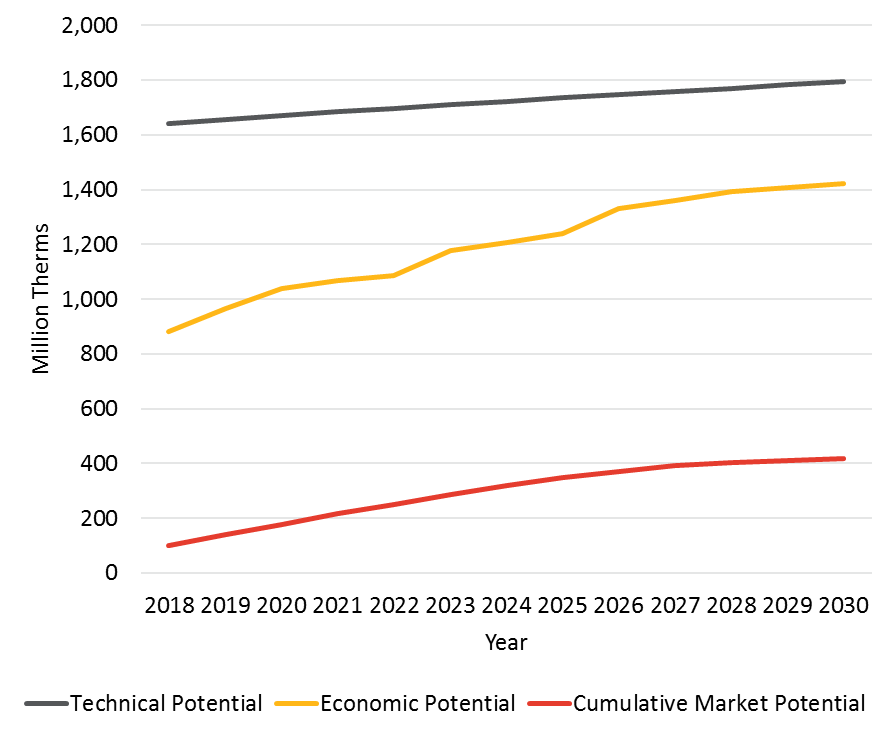 2,000
1,800
1,600
1,400
1,200
1,000
800
600
400
200
0
Million Therms
2018 2019 2020 2021 2022 2023 2024 2025 2026 2027 2028 2029 2030
Year
Technical Potential Economic Potential Cumulative Market Potential